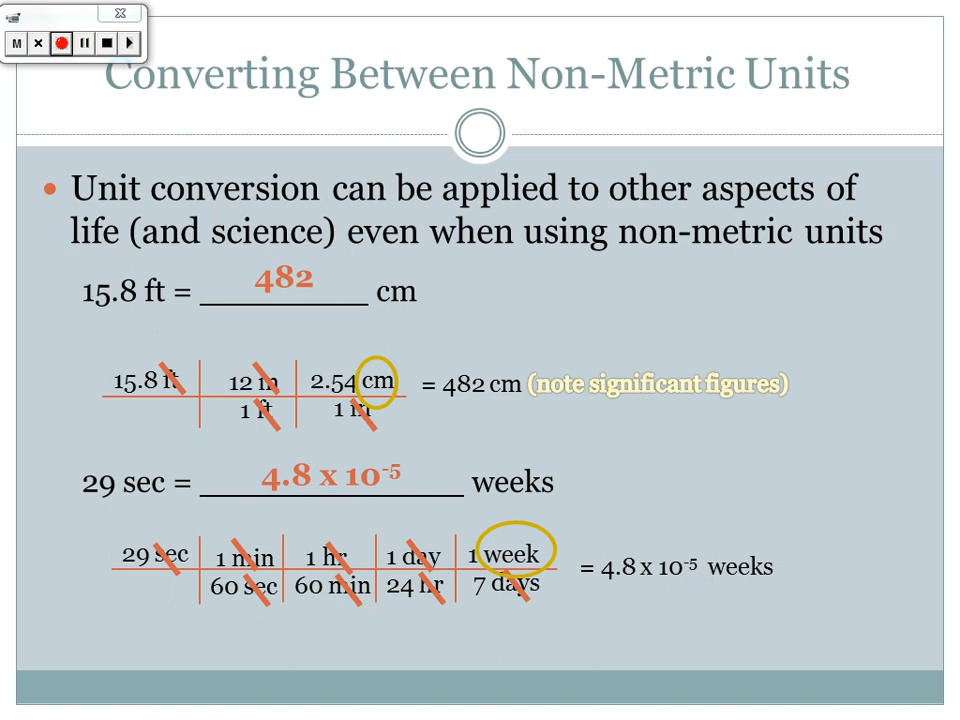 M
Converting Between Non-Metric Units
• Unit conversion can be applied to other aspects of
life (and science) even when using non-metric units
15.8 ft = __________ cm
482
15.8 ft 12 in 2.54 cm = 482 cm (note significant figures)
1 ft 1 in
29 sec = ________________ weeks
4.8 x 10⁻⁵
29 sec 1 min 1 hr 1 day 1 week = 4.8 x 10⁻⁵ weeks
60 sec 60 min 24 hr 7 days